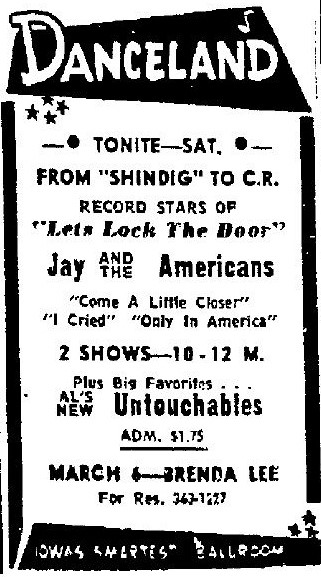 DANCELAND
TONITE—SAT.
FROM "SHINDIG" TO C.R.
RECORD STARS OF
"Lets Lock The Door"
Jay AND THE Americans
"Come A Little Closer"
"I Cried" "Only In America"
2 SHOWS—10-12 M.
Plus Big Favorites . . .
AL'S NEW Untouchables
ADM. $1.75
MARCH 6—BRENDA LEE
For Res. 363-1227
IOWAS SMARTEST BALLROOM